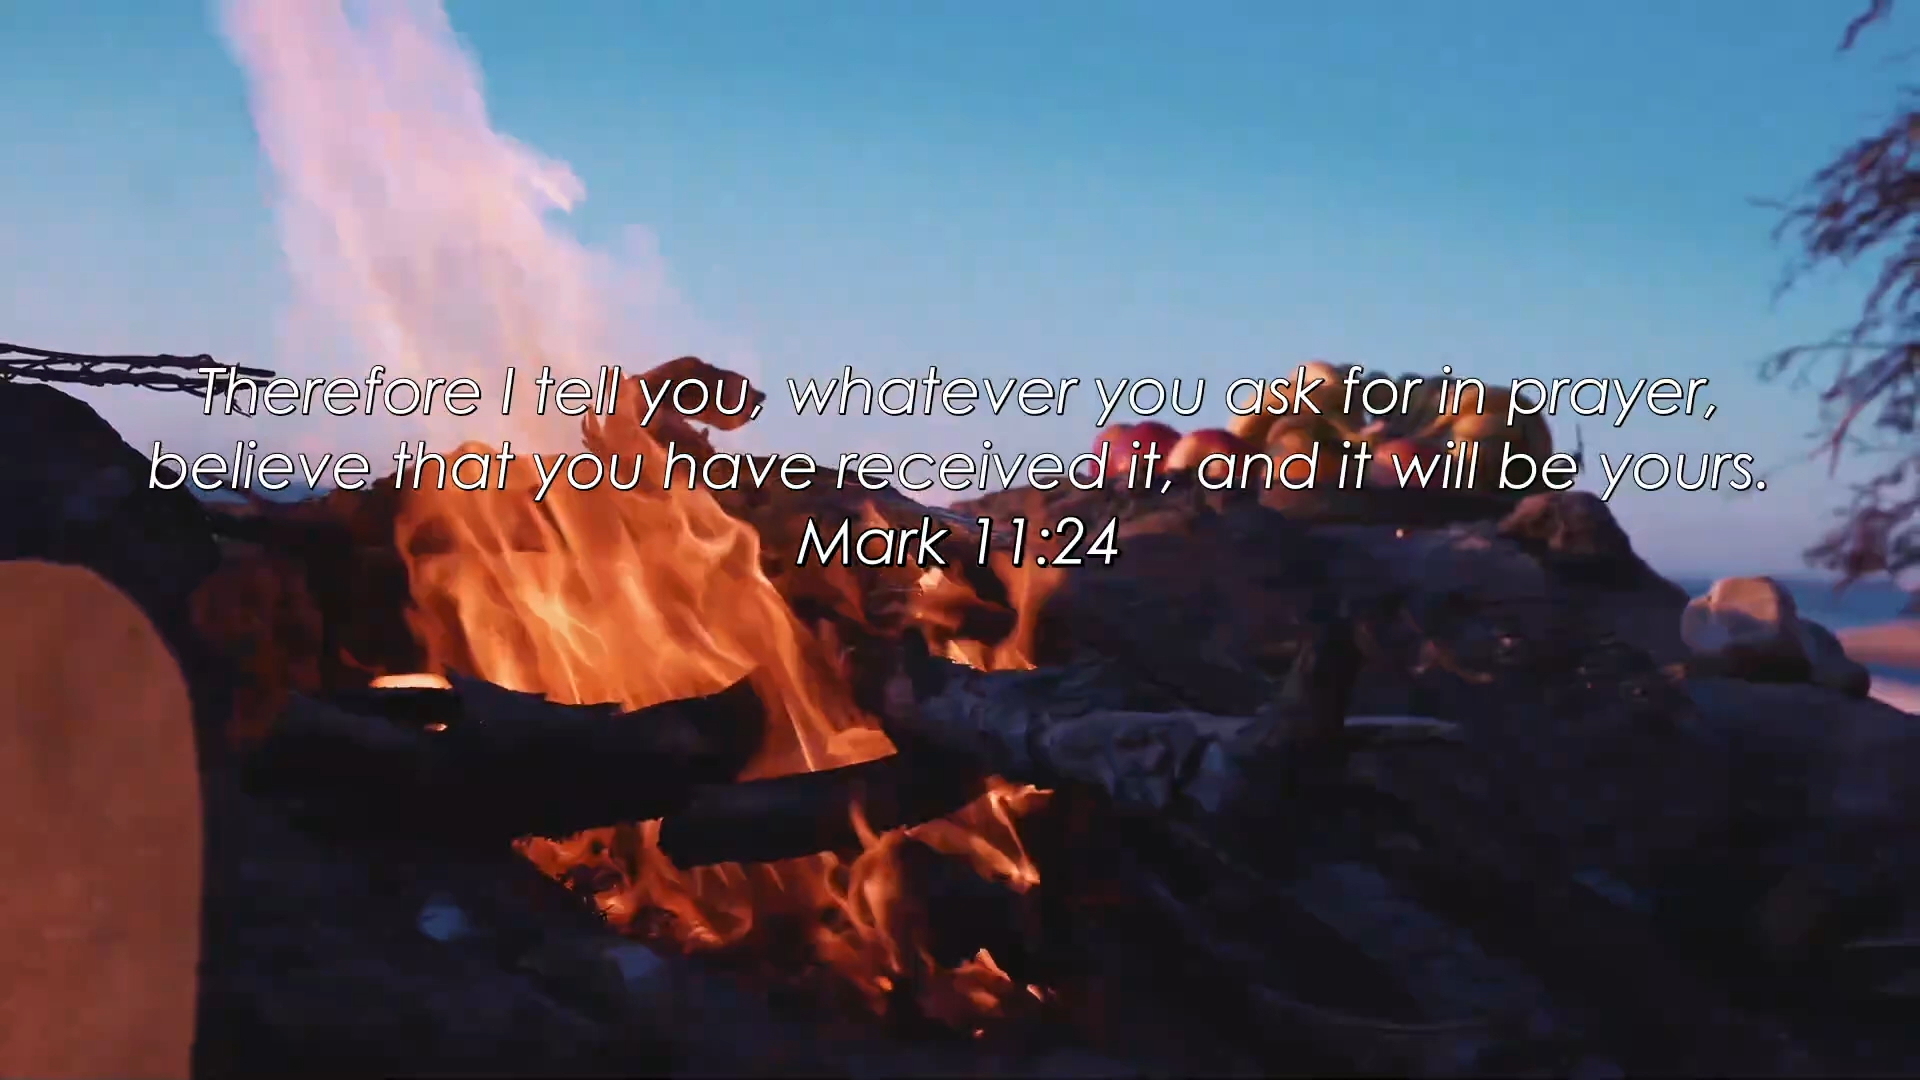 Therefore I tell you, whatever you ask for in prayer,
believe that you have received it, and it will be yours.
Mark 11:24